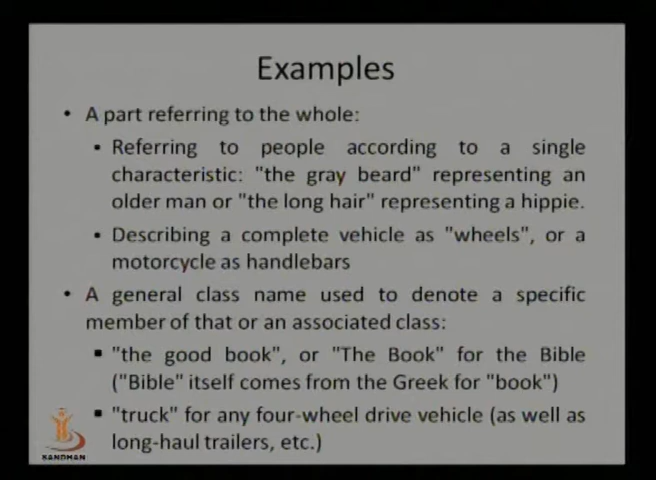 Examples
• A part referring to the whole:
• Referring to people according to a single
characteristic: "the gray beard" representing an
older man or "the long hair" representing a hippie.
• Describing a complete vehicle as "wheels", or a
motorcycle as handlebars
• A general class name used to denote a specific
member of that or an associated class:
▪ "the good book", or "The Book" for the Bible
("Bible" itself comes from the Greek for "book")
▪ "truck" for any four-wheel drive vehicle (as well as
long-haul trailers, etc.)
KANDHAN